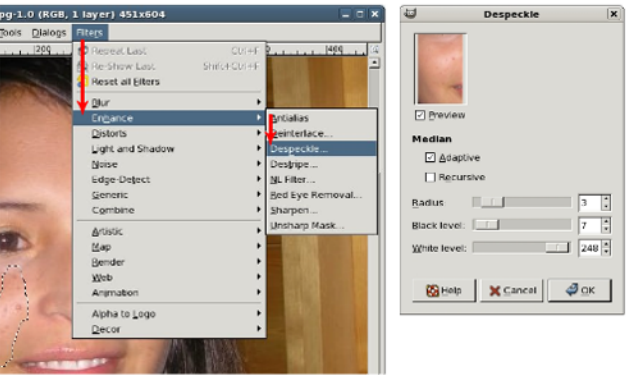 pg-1.0 (RGB, 1 layer) 451x604
Tools Dialogs Filters
Repeat Last Ctrl+F
Re-Show Last Shift+Ctrl+F
Reset all Filters
Blur
Enhance
Distorts
Light and Shadow
Noise
Edge-Detect
Generic
Combine
Artistic
Map
Render
Web
Animation
Alpha to Logo
Decor
Antialias
Deinterlace...
Despeckle...
Destripe...
NL Filter...
Red Eye Removal...
Sharpen...
Unsharp Mask...
Despeckle
Preview
Median
Adaptive
Recursive
Radius 3
Black level: 7
White level: 248
Help Cancel OK